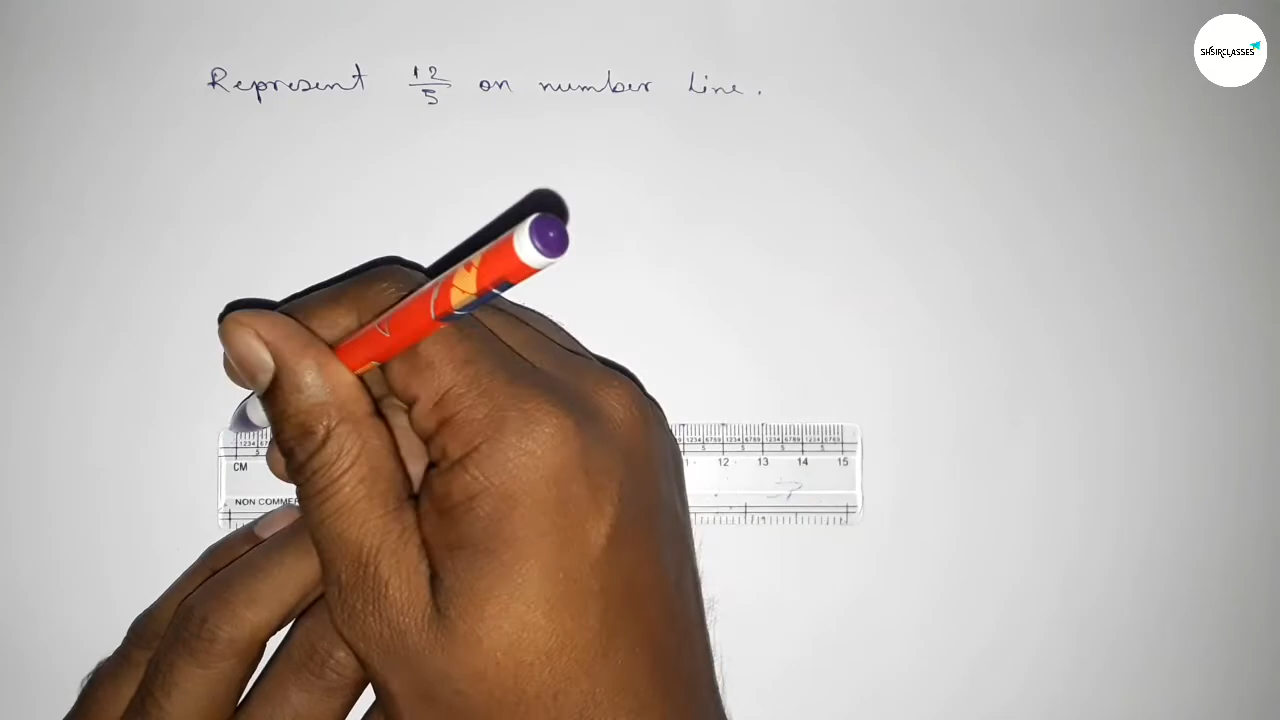 SHSIRCLASSES
Represent 12/5 on number line.
CM 12 13 14 15
NON COMMER